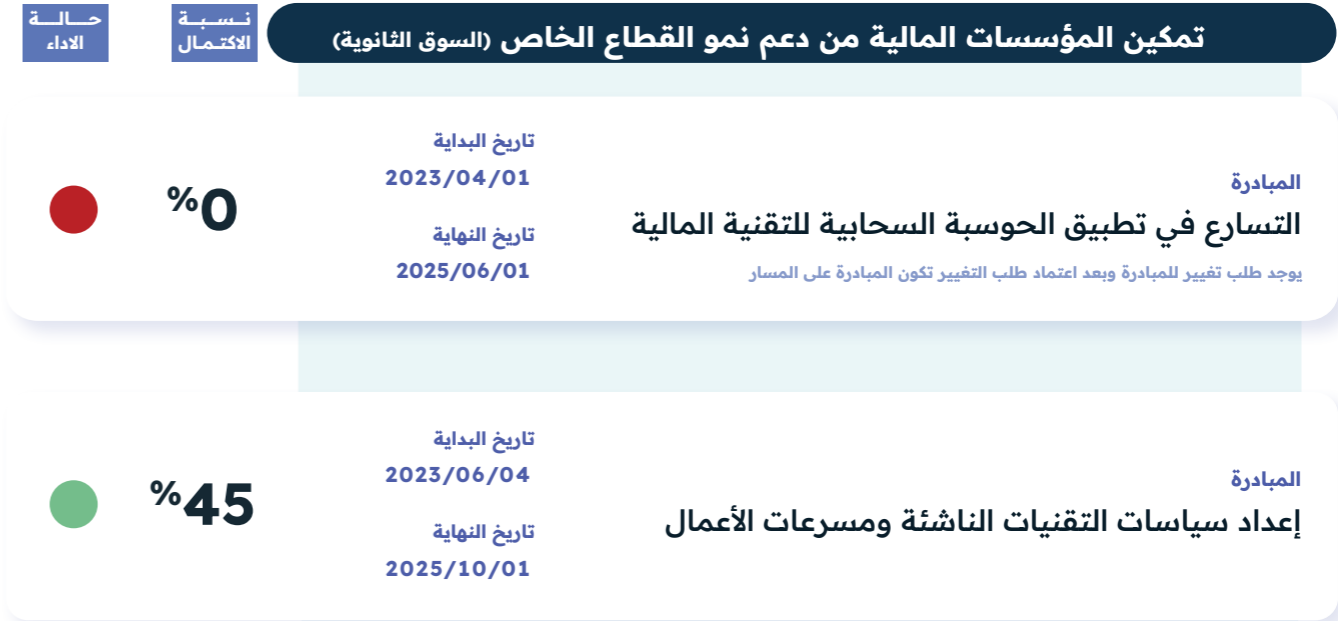 تمكين المؤسسات المالية من دعم نمو القطاع الخاص (السوق الثانوية)
نسبة
الاكتمال
حالة
الاداء
المبادرة
التسارع في تطبيق الحوسبة السحابية للتقنية المالية
يوجد طلب تغيير للمبادرة وبعد اعتماد طلب التغيير تكون المبادرة على المسار
تاريخ البداية
2023/04/01
تاريخ النهاية
2025/06/01
%0
المبادرة
إعداد سياسات التقنيات الناشئة ومسرعات الأعمال
تاريخ البداية
2023/06/04
تاريخ النهاية
2025/10/01
%45